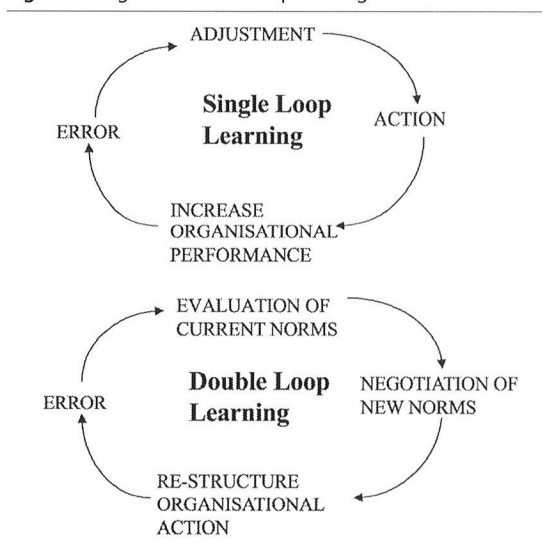 ADJUSTMENT
Single Loop
Learning
ACTION
ERROR
INCREASE
ORGANISATIONAL
PERFORMANCE
EVALUATION OF
CURRENT NORMS
Double Loop
Learning
NEGOTIATION OF
NEW NORMS
ERROR
RE-STRUCTURE
ORGANISATIONAL
ACTION